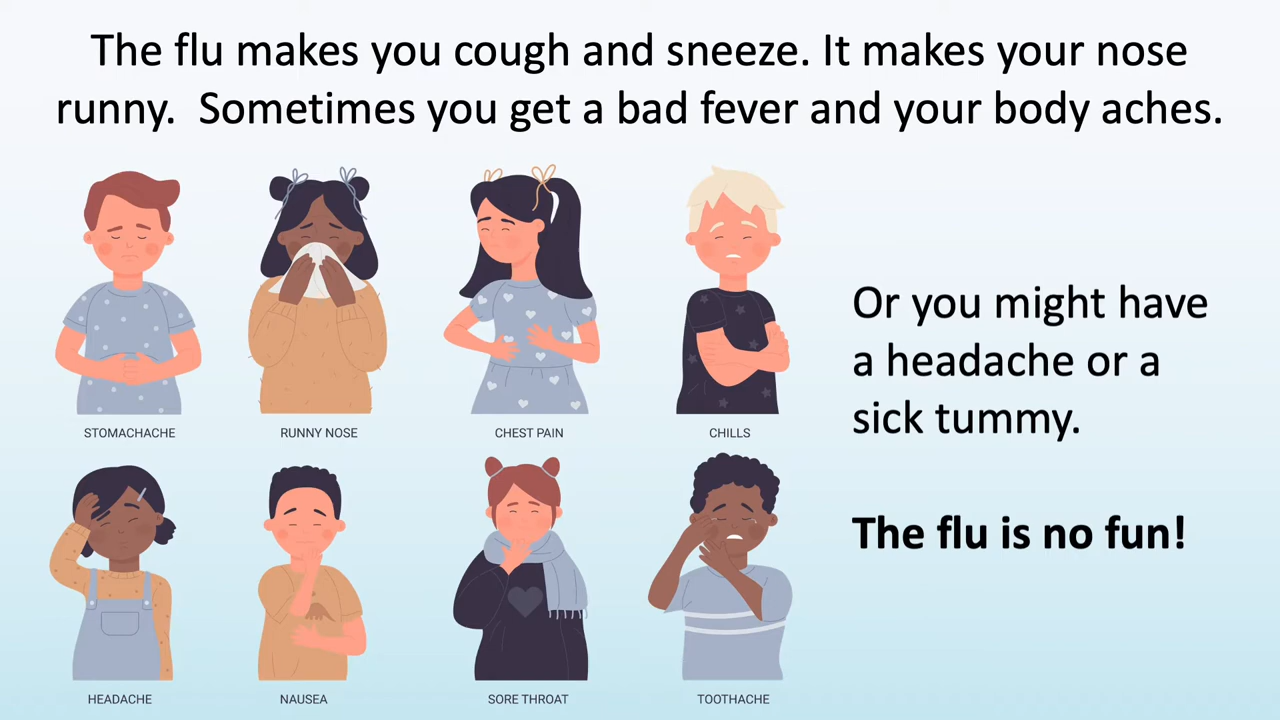 The flu makes you cough and sneeze. It makes your nose
runny. Sometimes you get a bad fever and your body aches.
STOMACHACHE
RUNNY NOSE
CHEST PAIN
CHILLS
HEADACHE
NAUSEA
SORE THROAT
TOOTHACHE
Or you might have
a headache or a
sick tummy.
The flu is no fun!